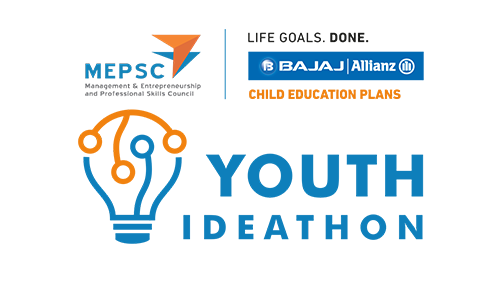 MEPSC
Management & Entrepreneurship
and Professional Skills Council
LIFE GOALS. DONE.
B BAJAJ | Allianz
CHILD EDUCATION PLANS
YOUTH
IDEATHON